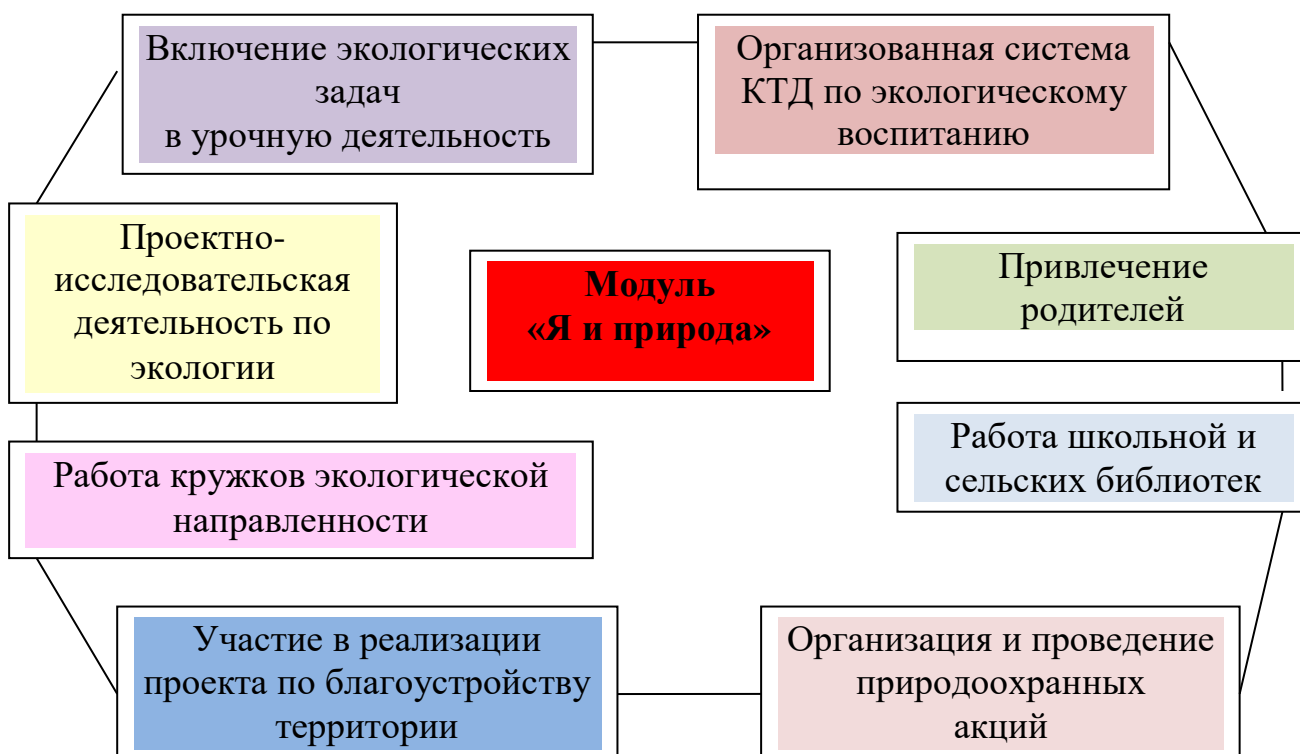 Включение экологических
задач
в урочную деятельность
Организованная система
КТД по экологическому
воспитанию
Проектно-
исследовательская
деятельность по
экологии
Модуль
«Я и природа»
Привлечение
родителей
Работа кружков экологической
направленности
Работа школьной и
сельских библиотек
Участие в реализации
проекта по благоустройству
территории
Организация и проведение
природоохранных
акций